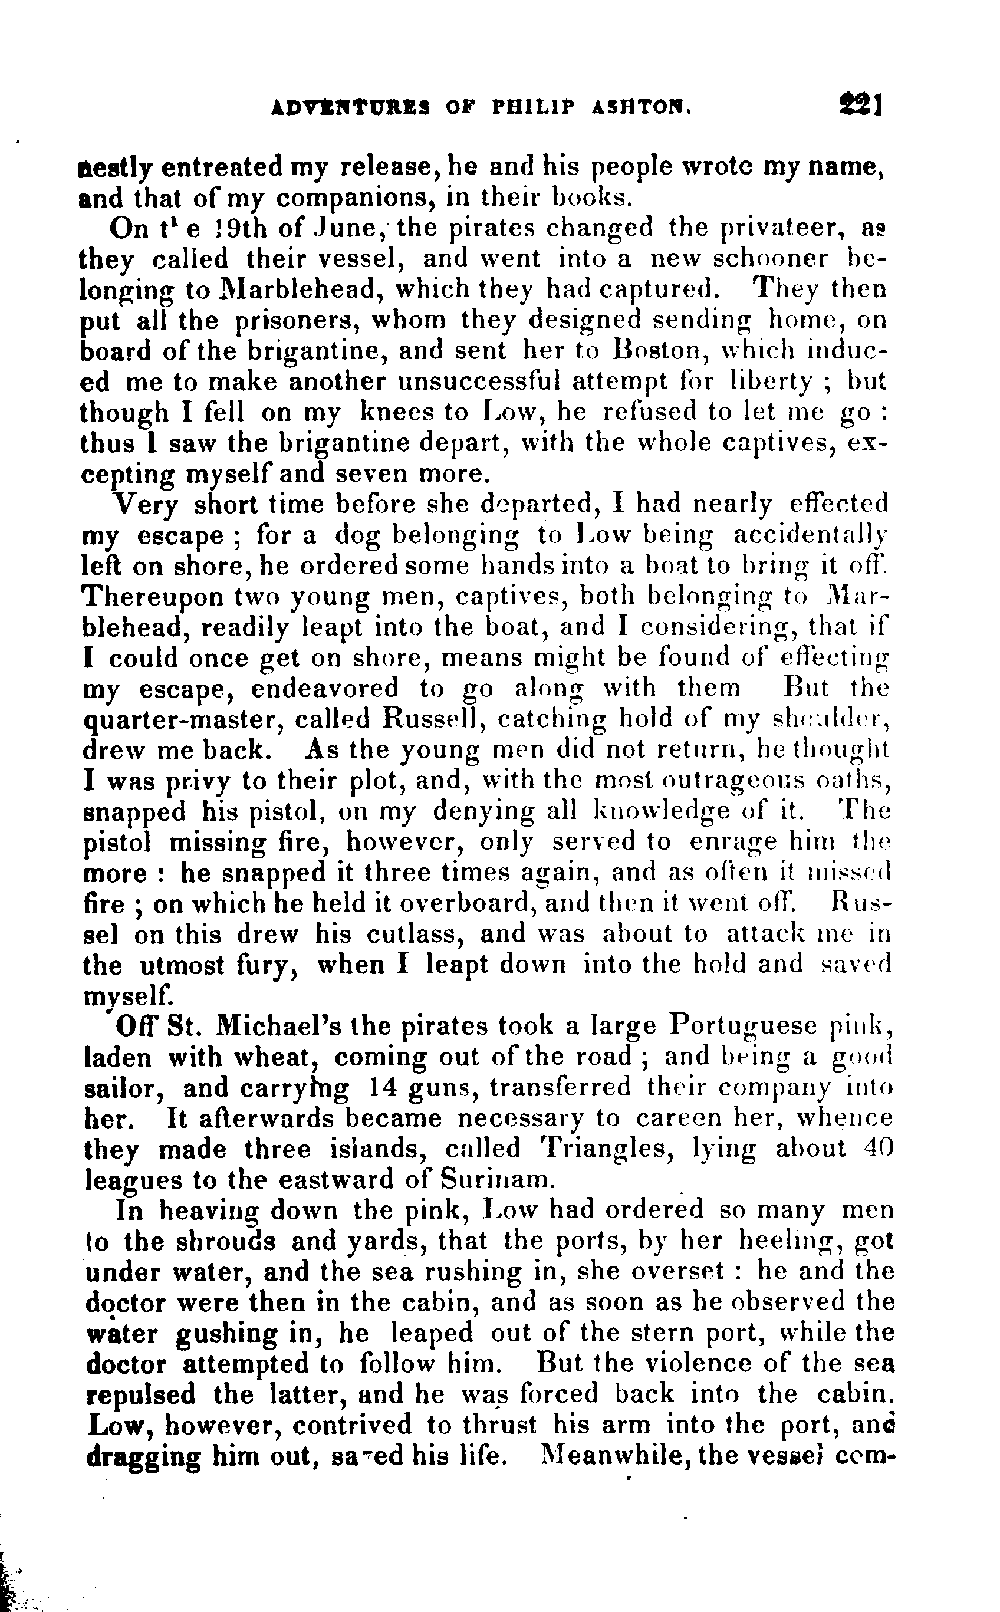 ADVENTURES OF PHILIP ASHTON. 221
nestly entreated my release, he and his people wrote my name,
and that of my companions, in their books.
On the 19th of June, the pirates changed the privateer, as
they called their vessel, and went into a new schooner be-
longing to Marblehead, which they had captured. They then
put all the prisoners, whom they designed sending home, on
board of the brigantine, and sent her to Boston, which induc-
ed me to make another unsuccessful attempt for liberty ; but
though I fell on my knees to Low, he refused to let me go :
thus I saw the brigantine depart, with the whole captives, ex-
cepting myself and seven more.
Very short time before she departed, I had nearly effected
my escape ; for a dog belonging to Low being accidentally
left on shore, he ordered some hands into a boat to bring it off.
Thereupon two young men, captives, both belonging to Mar-
blehead, readily leapt into the boat, and I considering, that if
I could once get on shore, means might be found of effecting
my escape, endeavored to go along with them But the
quarter-master, called Russell, catching hold of my shoulder,
drew me back. As the young men did not return, he thought
I was privy to their plot, and, with the most outrageous oaths,
snapped his pistol, on my denying all knowledge of it. The
pistol missing fire, however, only served to enrage him the
more : he snapped it three times again, and as often it missed
fire ; on which he held it overboard, and then it went off. Rus-
sel on this drew his cutlass, and was about to attack me in
the utmost fury, when I leapt down into the hold and saved
myself.
Off St. Michael's the pirates took a large Portuguese pink,
laden with wheat, coming out of the road ; and being a good
sailor, and carrying 14 guns, transferred their company into
her. It afterwards became necessary to careen her, whence
they made three islands, called Triangles, lying about 40
leagues to the eastward of Surinam.
In heaving down the pink, Low had ordered so many men
to the shrouds and yards, that the ports, by her heeling, got
under water, and the sea rushing in, she overset : he and the
doctor were then in the cabin, and as soon as he observed the
water gushing in, he leaped out of the stern port, while the
doctor attempted to follow him. But the violence of the sea
repulsed the latter, and he was forced back into the cabin.
Low, however, contrived to thrust his arm into the port, and
dragging him out, saved his life. Meanwhile, the vessel com-